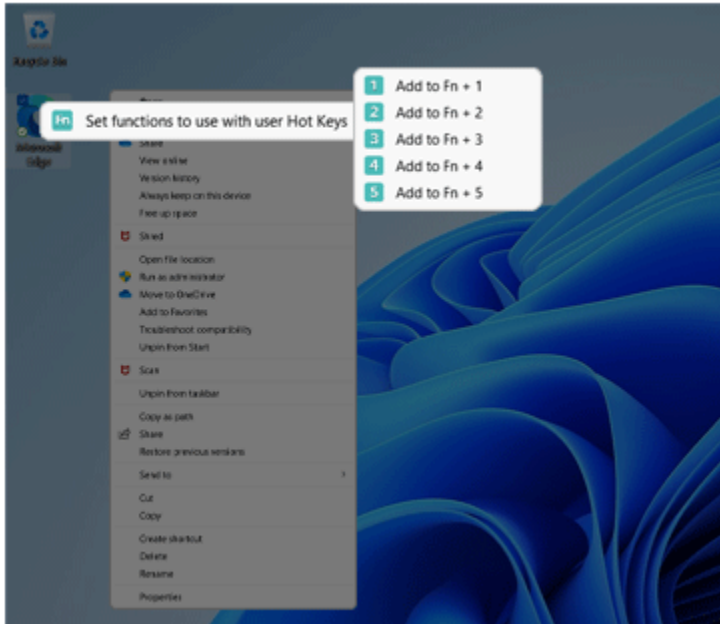 Recycle Bin
Microsoft
Edge
Open
Fn Set functions to use with user Hot Keys
1 Add to Fn + 1
2 Add to Fn + 2
3 Add to Fn + 3
4 Add to Fn + 4
5 Add to Fn + 5
Share
View online
Version history
Always keep on this device
Free up space
Shred
Open file location
Run as administrator
Move to OneDrive
Add to Favorites
Troubleshoot compatibility
Unpin from Start
Scan
Unpin from taskbar
Copy as path
Share
Restore previous versions
Send to
Cut
Copy
Create shortcut
Delete
Rename
Properties